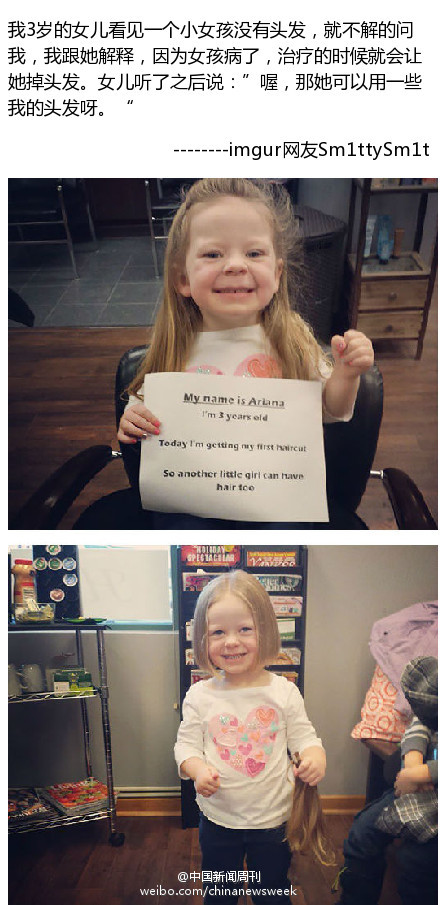 我3岁的女儿看见一个小女孩没有头发，就不解的问
我，我跟她解释，因为女孩病了，治疗的时候就会让
她掉头发。女儿听了之后说：”喔，那她可以用一些
我的头发呀。“
--------imgur网友Sm1ttySm1t
My name is Ariana
I'm 3 years old
Today I'm getting my first haircut
So another little girl can have
hair too
HOLIDAY
SPECTACULAR
@中国新闻周刊
weibo.com/chinanewsweek